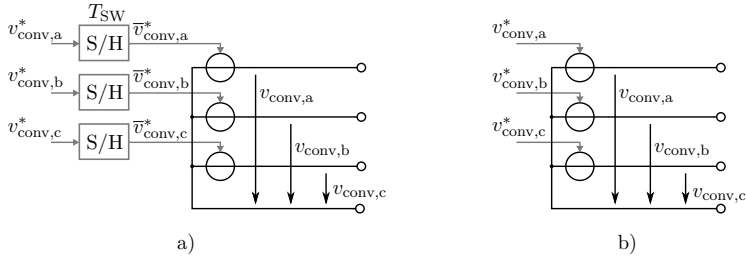 T_SW
v*_conv,a S/H v̅*_conv,a v*_conv,a
v*_conv,b S/H v̅*_conv,b v_conv,a v*_conv,b v_conv,a
v*_conv,c S/H v̅*_conv,c v_conv,b v*_conv,c v_conv,b
v_conv,c v_conv,c
a) b)